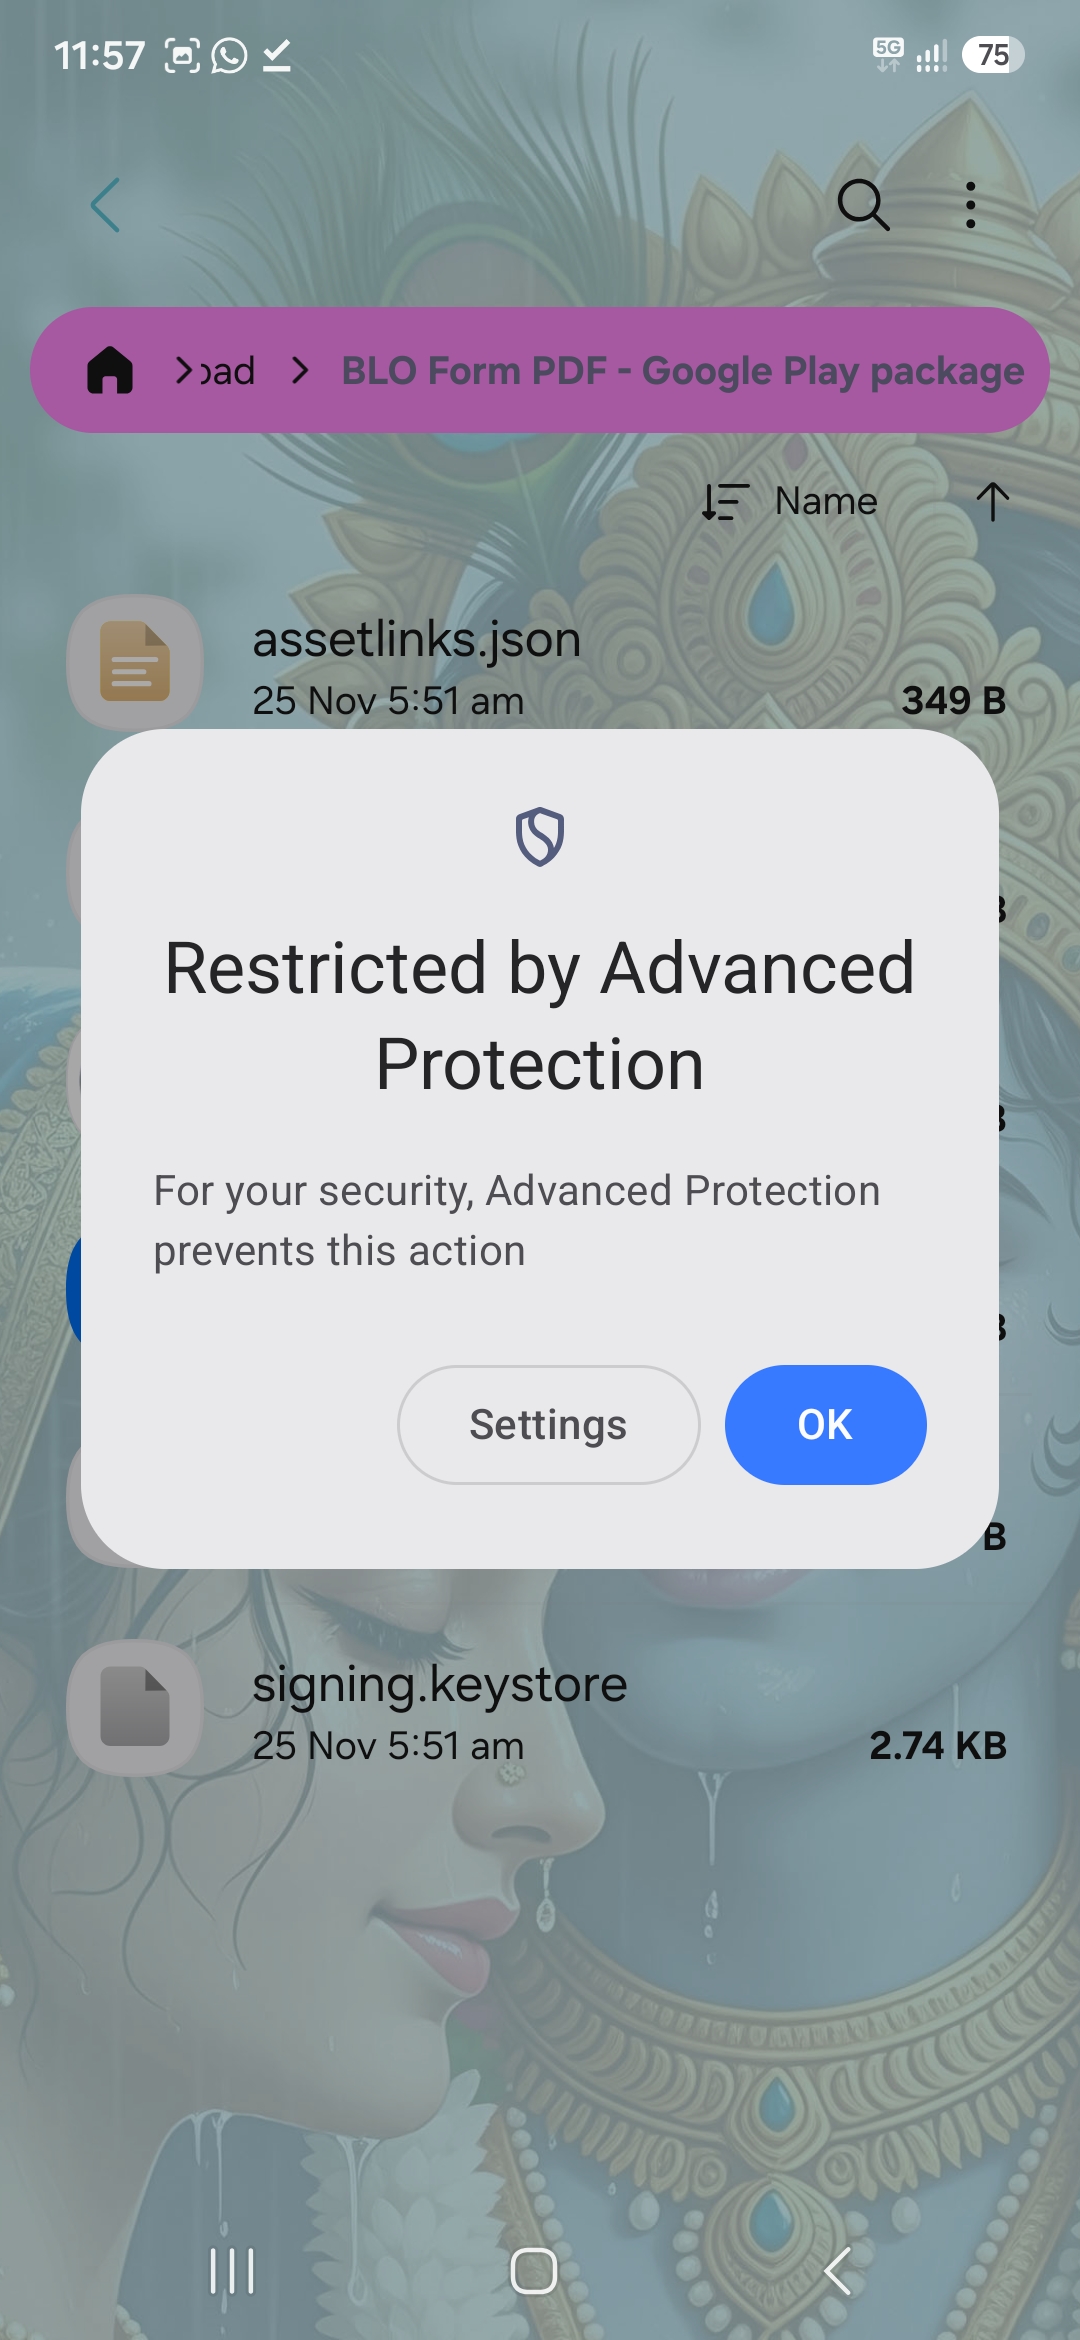 11:57
5G
75
oad
BLO Form PDF - Google Play package
Name
assetlinks.json
25 Nov 5:51 am
349 B
Restricted by Advanced
Protection
For your security, Advanced Protection
prevents this action
Settings
OK
B
signing.keystore
25 Nov 5:51 am
2.74 KB